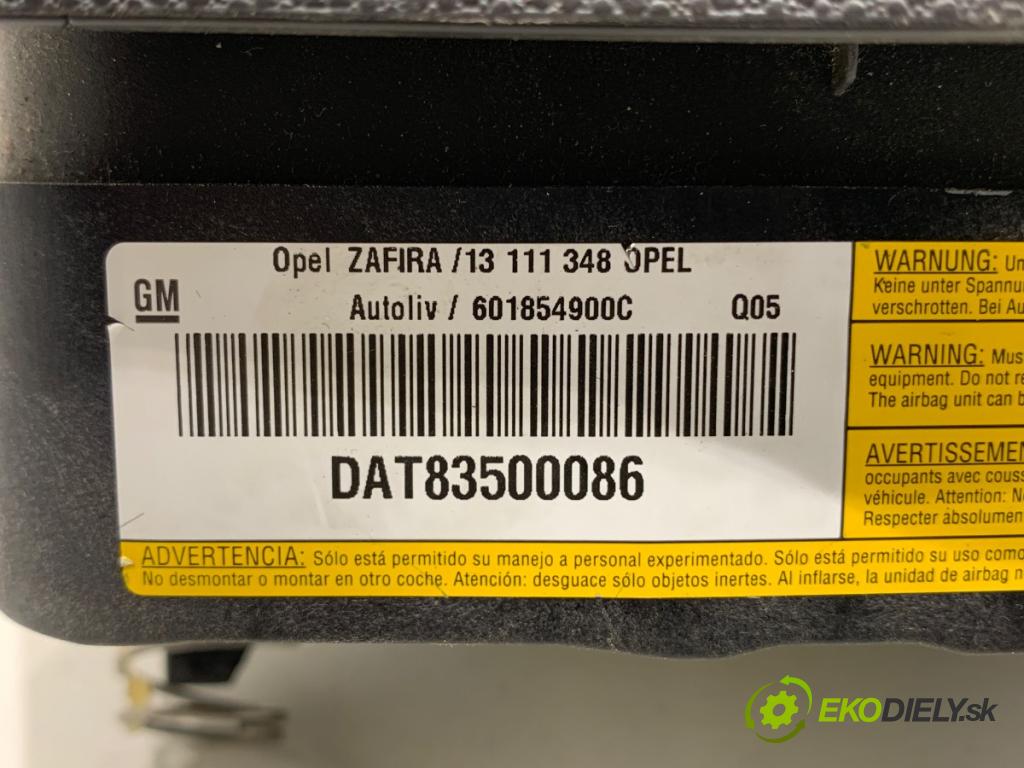 Opel ZAFIRA / 13 111 348 OPEL
GM
Autoliv / 601854900C Q05
DAT83500086
WARNUNG: Un
Keine unter Spannu
verschrotten. Bei Au
WARNING: Mus
equipment. Do not re
The airbag unit can b
AVERTISSEMEN
occupants avec couss
véhicule. Attention: N
Respecter absolumen
ADVERTENCIA: Sólo está permitido su manejo a personal experimentado. Sólo está permitido su uso como
No desmontar o montar en otro coche. Atención: desguace sólo objetos inertes. Al inflarse, la unidad de airbag n
EKODIELY.sk